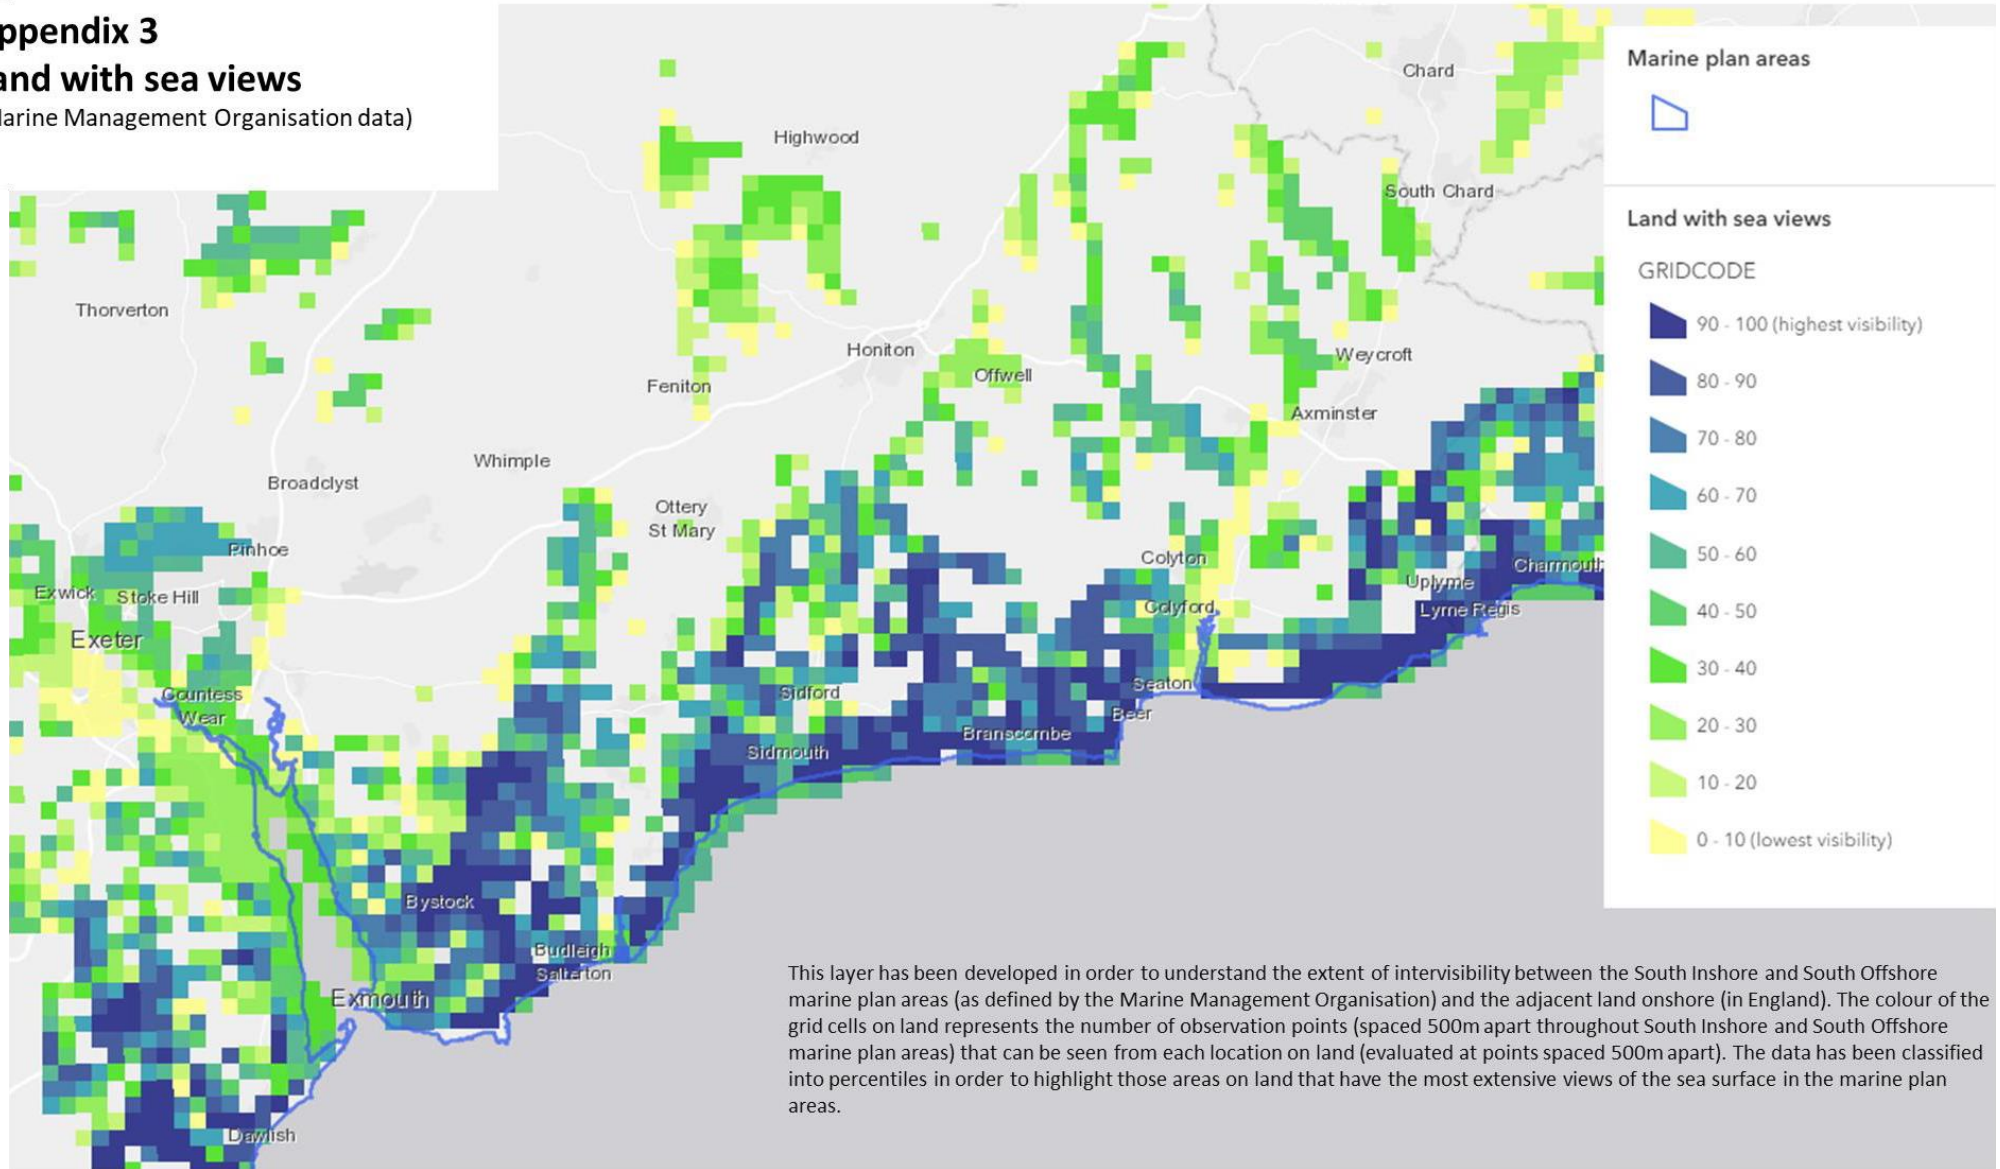 ppendix 3
and with sea views
larine Management Organisation data)
Marine plan areas
Land with sea views
GRIDCODE
90 - 100 (highest visibility)
80 - 90
70 - 80
60 - 70
50 - 60
40 - 50
30 - 40
20 - 30
10 - 20
0 - 10 (lowest visibility)
Chard
Highwood
South Chard
Thorverton
Honiton
Weycroft
Offwell
Feniton
Axminster
Whimple
Broadclyst
Ottery
St Mary
Pinhoe
Colyton
Charmouth
Uplyme
Exwick
Stoke Hill
Colyford
Lyme Regis
Exeter
Countess
Wear
Sidford
Seaton
Beer
Branscombe
Sidmouth
Bystock
Budleigh
Salterton
Exmouth
Dawlish
This layer has been developed in order to understand the extent of intervisibility between the South Inshore and South Offshore
marine plan areas (as defined by the Marine Management Organisation) and the adjacent land onshore (in England). The colour of the
grid cells on land represents the number of observation points (spaced 500m apart throughout South Inshore and South Offshore
marine plan areas) that can be seen from each location on land (evaluated at points spaced 500m apart). The data has been classified
into percentiles in order to highlight those areas on land that have the most extensive views of the sea surface in the marine plan
areas.